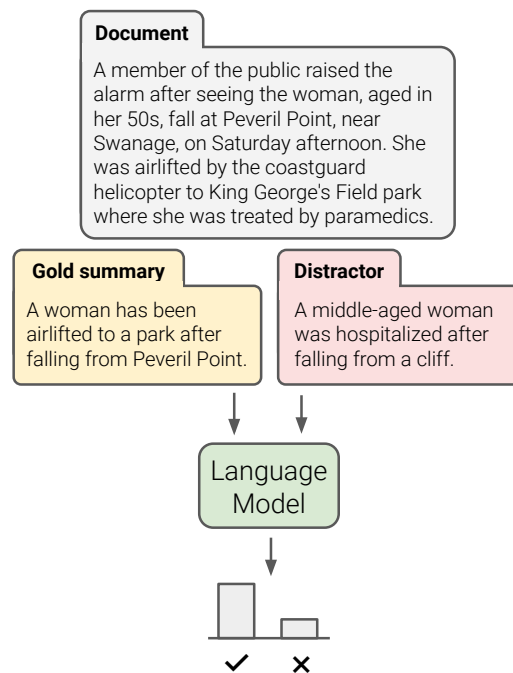 Document
A member of the public raised the
alarm after seeing the woman, aged in
her 50s, fall at Peveril Point, near
Swanage, on Saturday afternoon. She
was airlifted by the coastguard
helicopter to King George's Field park
where she was treated by paramedics.
Gold summary
A woman has been
airlifted to a park after
falling from Peveril Point.
Distractor
A middle-aged woman
was hospitalized after
falling from a cliff.
Language
Model